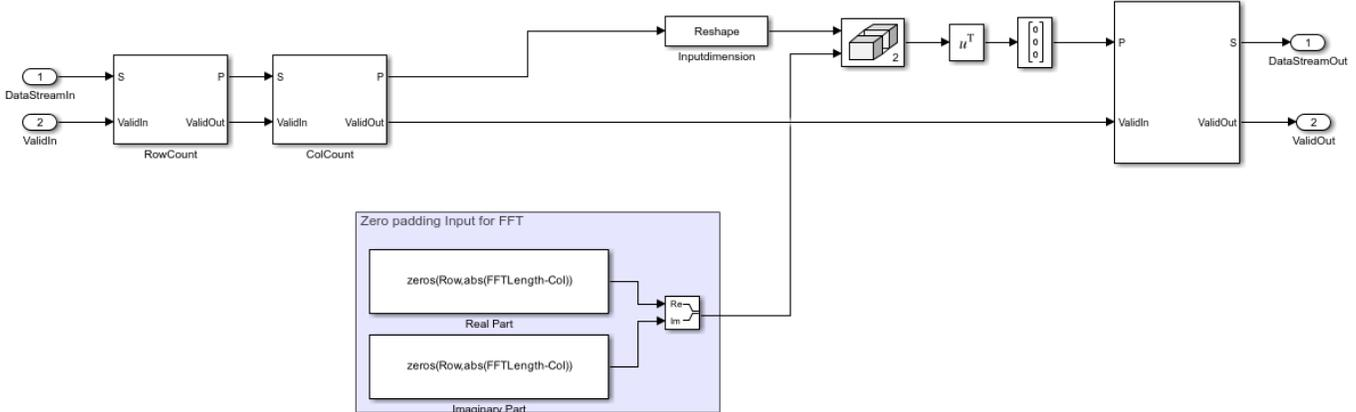 1
DataStreamIn
2
ValidIn
S
P
ValidIn
ValidOut
RowCount
S
P
ValidIn
ValidOut
ColCount
Reshape
Inputdimension
2
uT
0
0
0
P
S
ValidIn
ValidOut
1
DataStreamOut
2
ValidOut
Zero padding Input for FFT
zeros(Row,abs(FFTLength-Col))
Real Part
Re
Im
zeros(Row,abs(FFTLength-Col))
Imaginary Part